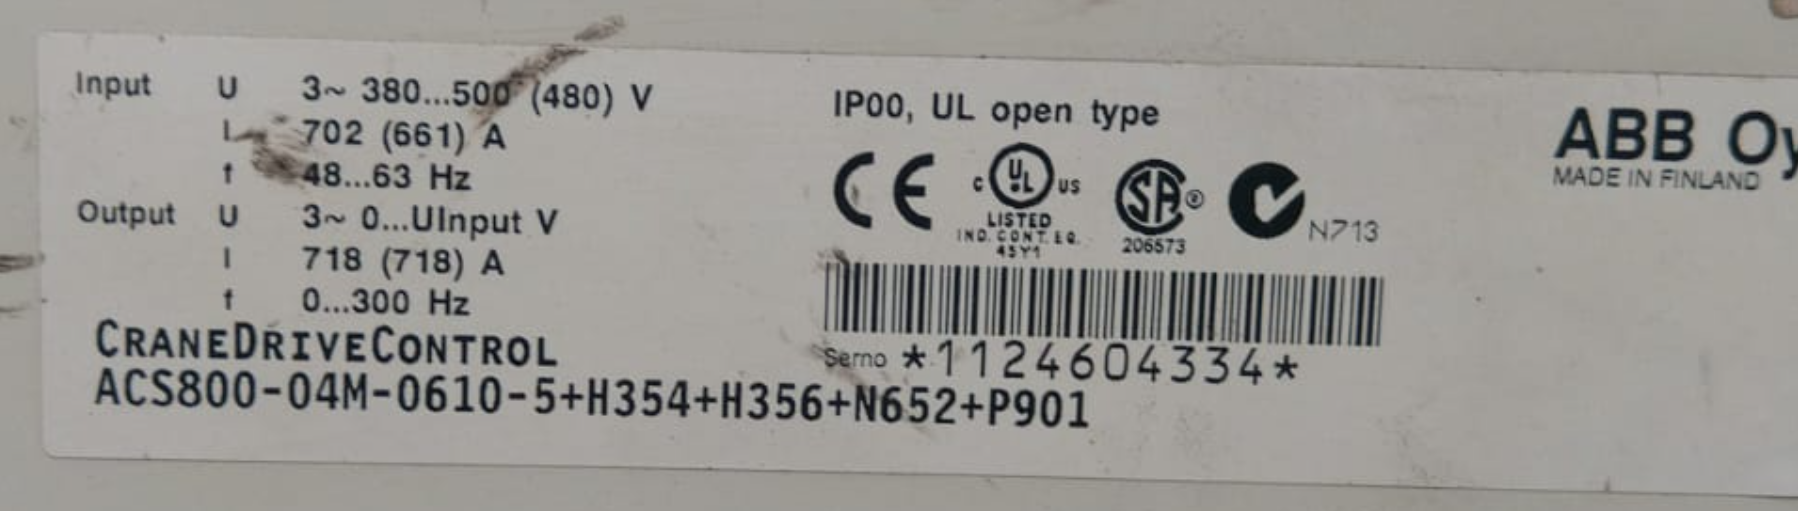 Input U 3~ 380...500 (480) V
I 702 (661) A
f 48...63 Hz
Output U 3~ 0...UInput V
I 718 (718) A
f 0...300 Hz
CRANEDRIVECONTROL
ACS800-04M-0610-5+H354+H356+N652+P901
IP00, UL open type
CE
C UL US
LISTED
IND. CONT. EQ.
45Y1
SA ®
206573
N713
Serno *1124604334*
ABB Oy
MADE IN FINLAND